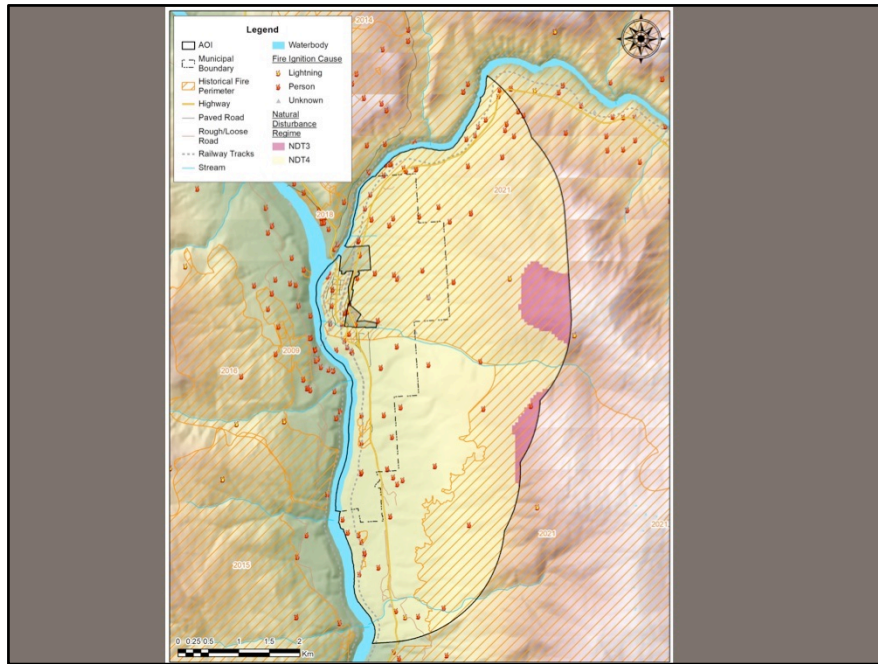 2014
Legend
AOI
Municipal
Boundary
Historical Fire
Perimeter
Highway
Paved Road
Rough/Loose
Road
Railway Tracks
Stream
Waterbody
Fire Ignition Cause
Lightning
Person
Unknown
Natural
Disturbance
Regime
NDT3
NDT4
2021
2018
2009
2021
2021
2015
0 0.25 0.5 1 1.5 2
Km